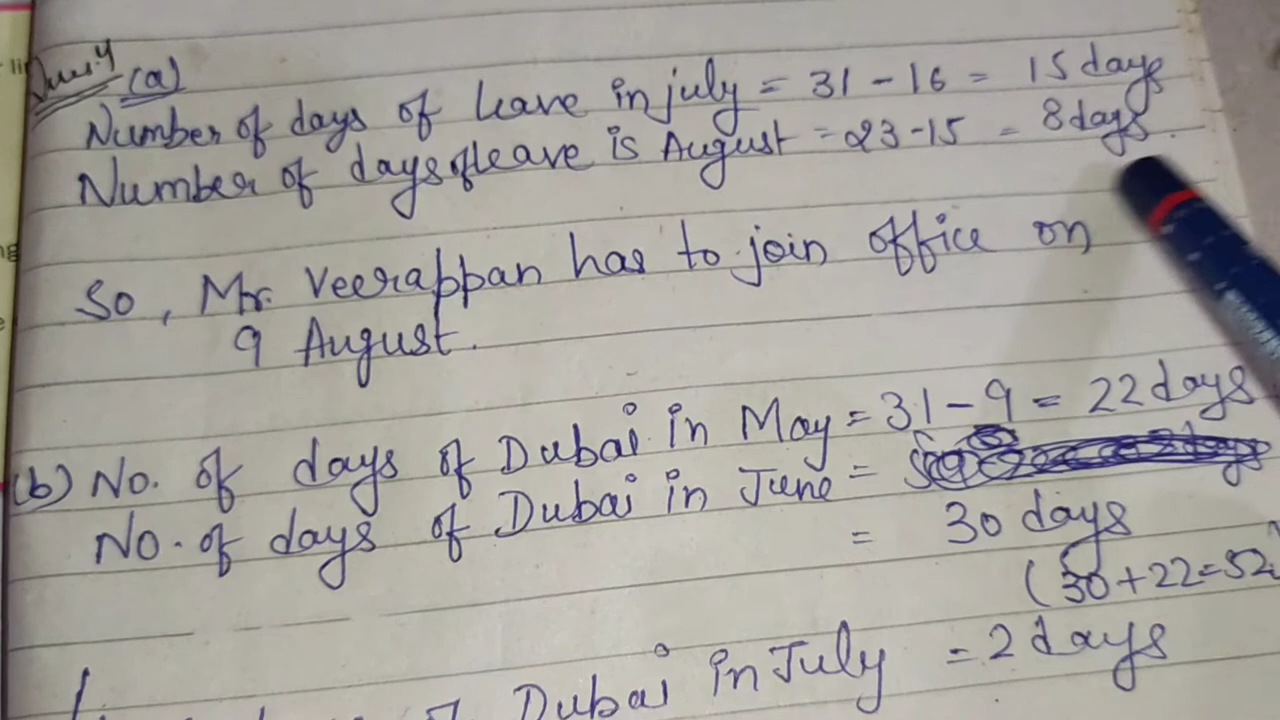 (a)
Number of days of leave in july = 31 - 16 = 15 days
Number of days of leave is August = 23-15 = 8 days.
So, Mr. Veerappan has to join office on
9 August.
(b) No. of days of Dubai in May = 31 - 9 = 22 days
No. of days of Dubai in June =
= 30 days
(30+22=52
of Dubai in July = 2 days